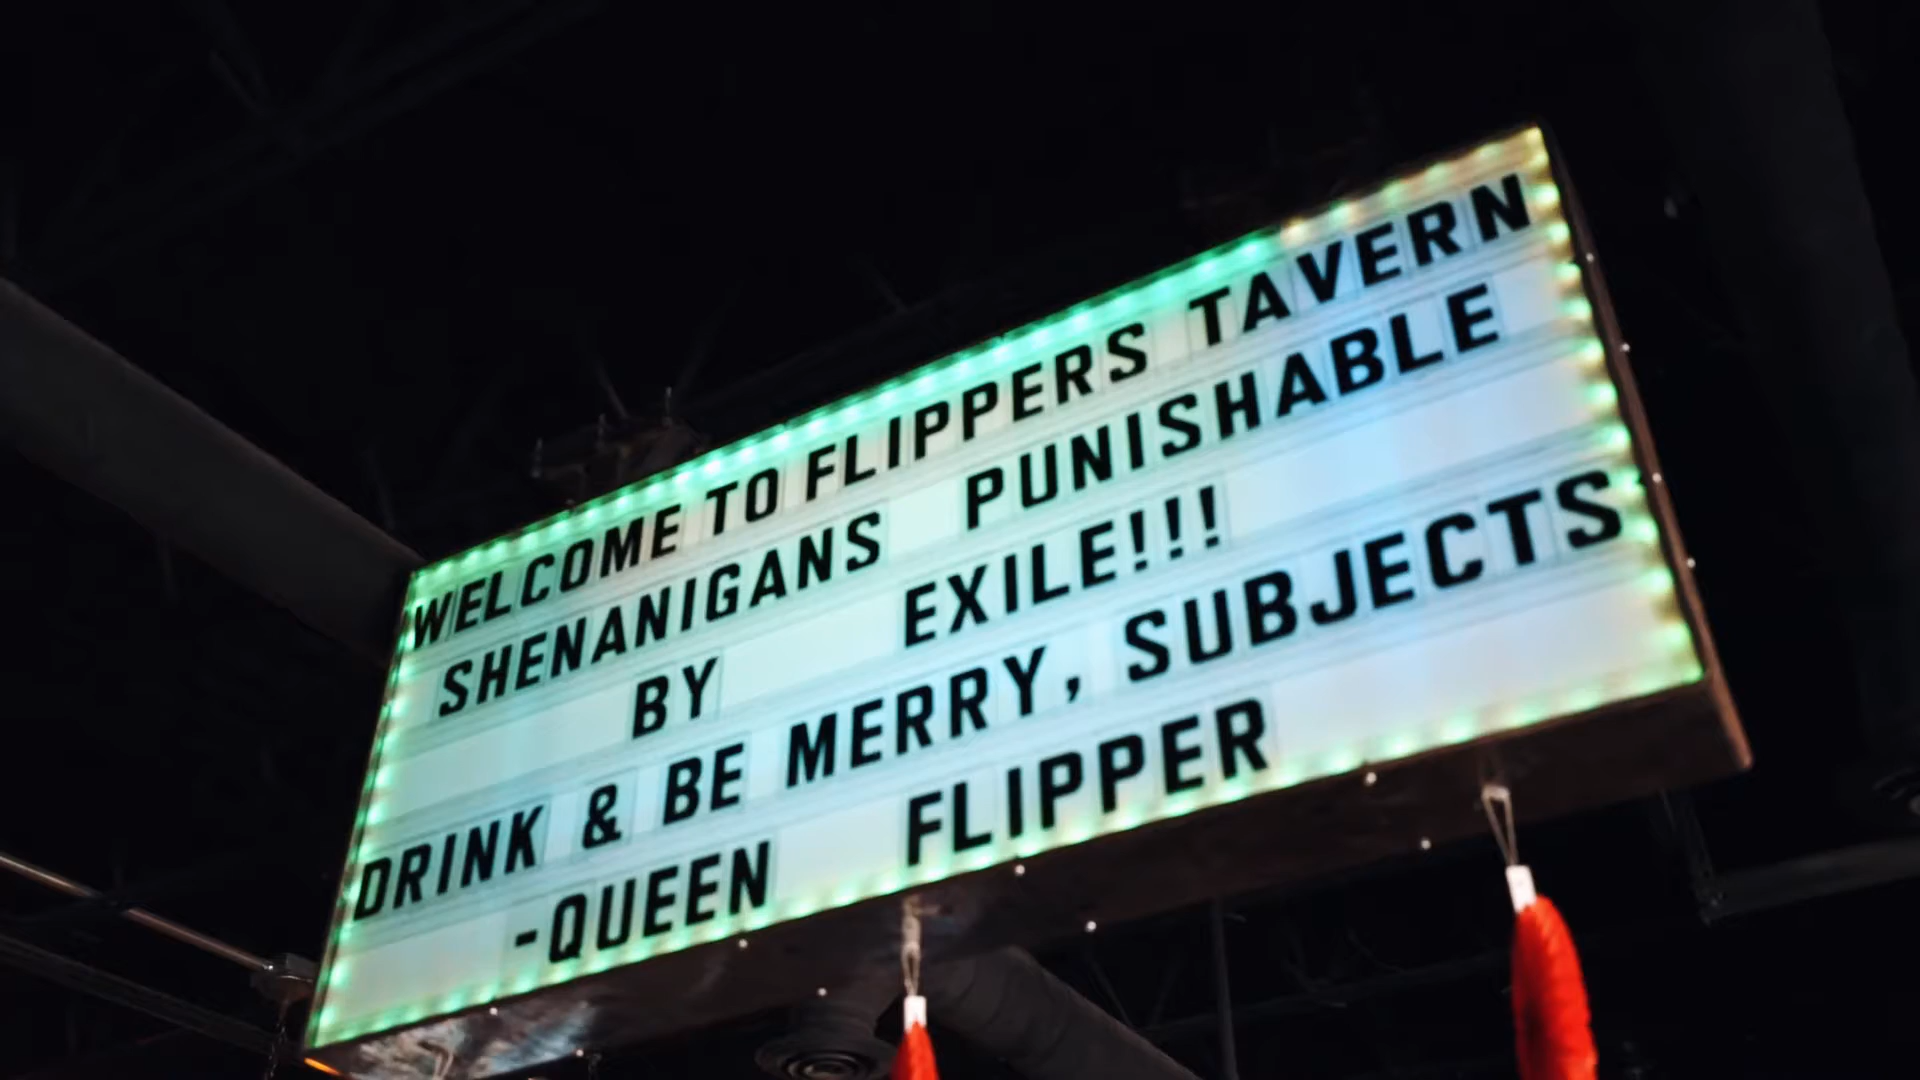 WELCOME TO FLIPPERS TAVERN
SHENANIGANS PUNISHABLE
BY EXILE!!!
DRINK & BE MERRY, SUBJECTS
-QUEEN FLIPPER